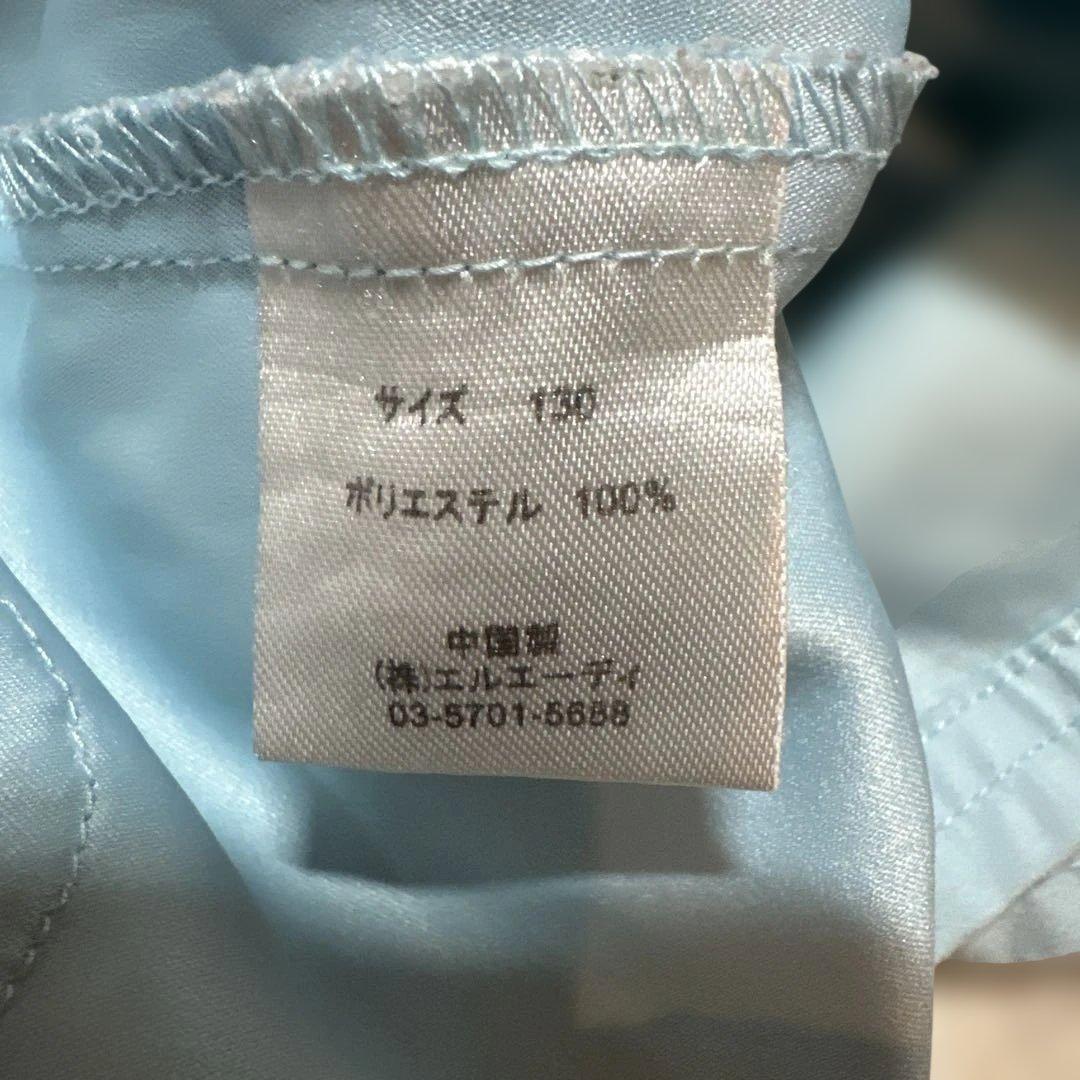 サイズ 130
ポリエステル 100%
中国製
(株)エルエーディ
03-5701-5658